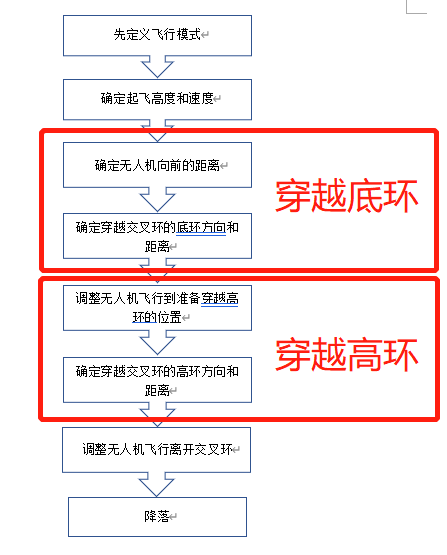 先定义飞行模式
确定起飞高度和速度
确定无人机向前的距离
穿越底环
确定穿越交叉环的底环方向和
距离
调整无人机飞行到准备穿越高
环的位置
穿越高环
确定穿越交叉环的高环方向和
距离
调整无人机飞行离开交叉环
降落